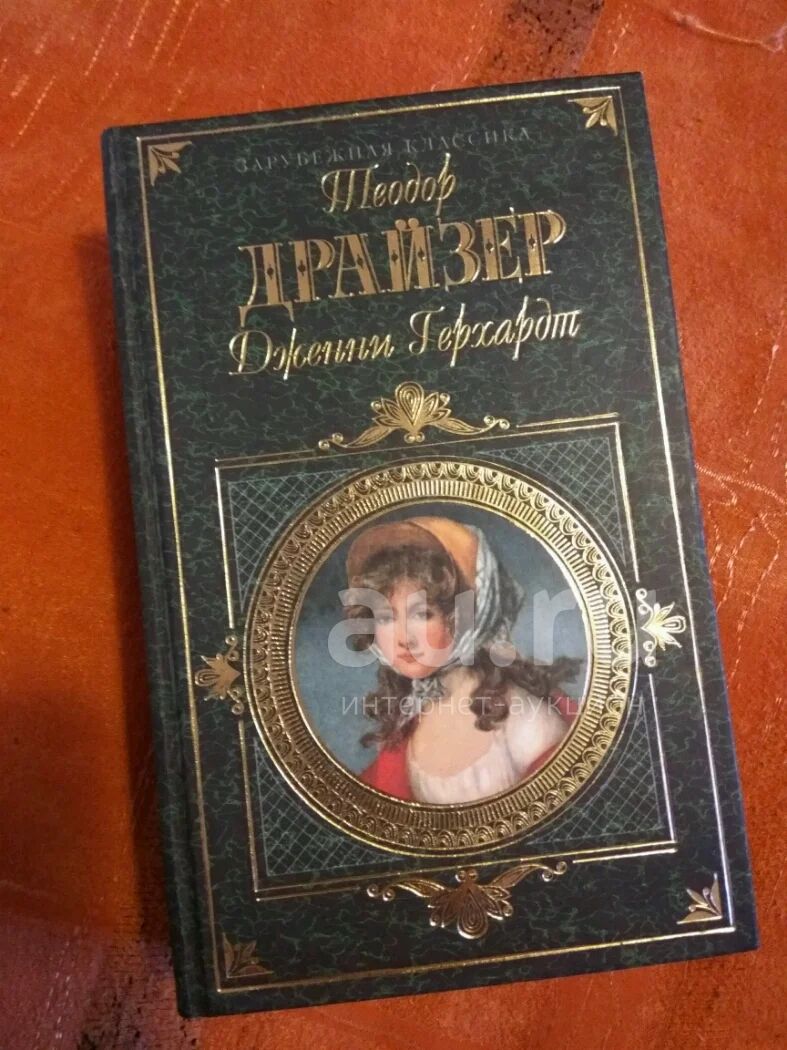 ЗАРУБЕЖНАЯ КЛАССИКА
Теодор
ДРАЙЗЕР
Дженни Герхардт
au.ru
интернет-аукцион